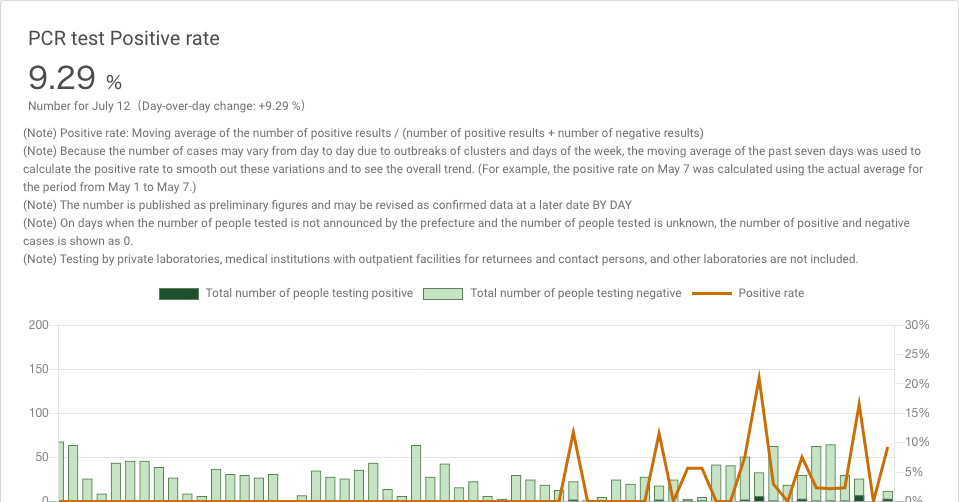 PCR test Positive rate
9.29 %
Number for July 12 (Day-over-day change: +9.29 %)
(Note) Positive rate: Moving average of the number of positive results / (number of positive results + number of negative results)
(Note) Because the number of cases may vary from day to day due to outbreaks of clusters and days of the week, the moving average of the past seven days was used to
calculate the positive rate to smooth out these variations and to see the overall trend. (For example, the positive rate on May 7 was calculated using the actual average for
the period from May 1 to May 7.)
(Note) The number is published as preliminary figures and may be revised as confirmed data at a later date BY DAY
(Note) On days when the number of people tested is not announced by the prefecture and the number of people tested is unknown, the number of positive and negative
cases is shown as 0.
(Note) Testing by private laboratories, medical institutions with outpatient facilities for returnees and contact persons, and other laboratories are not included.
Total number of people testing positive Total number of people testing negative Positive rate
200 30%
25%
150
20%
100 15%
10%
50
5%
0 0%